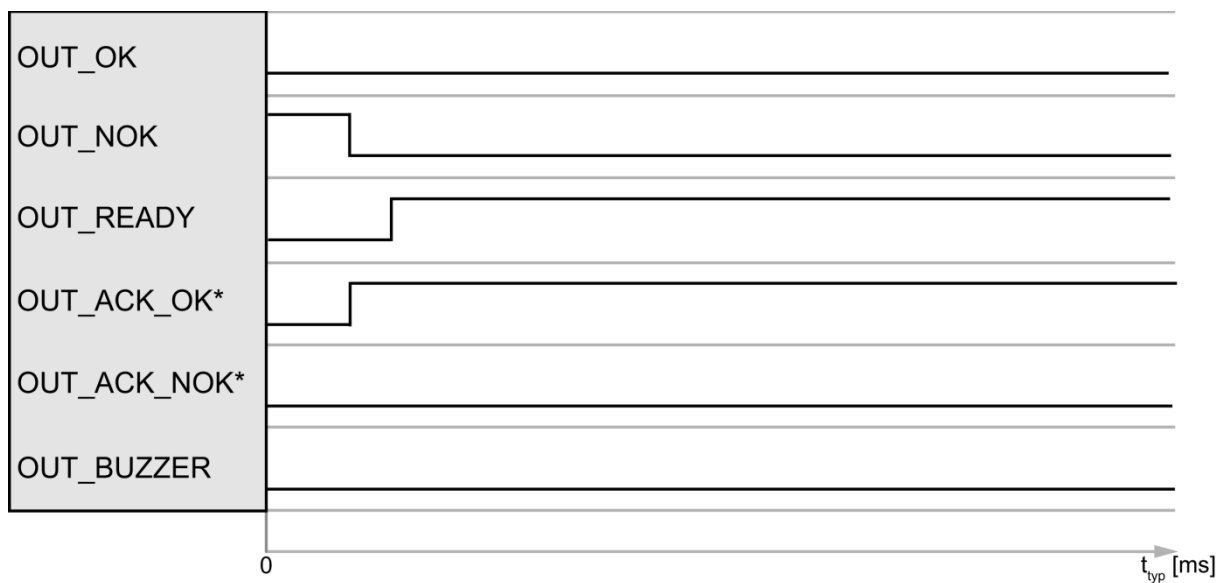 OUT_OK
OUT_NOK
OUT_READY
OUT_ACK_OK*
OUT_ACK_NOK*
OUT_BUZZER
0 t_typ [ms]